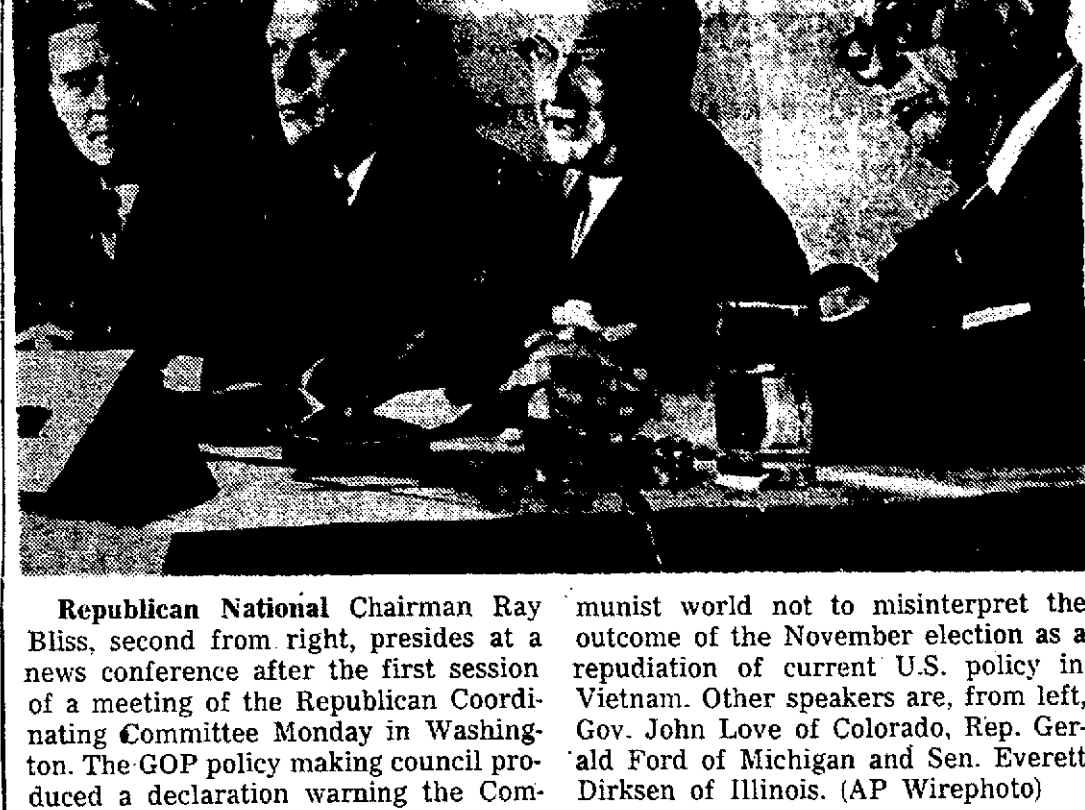 Republican National Chairman Ray
Bliss, second from right, presides at a
news conference after the first session
of a meeting of the Republican Coordi-
nating Committee Monday in Washing-
ton. The GOP policy making council pro-
duced a declaration warning the Com-
munist world not to misinterpret the
outcome of the November election as a
repudiation of current U.S. policy in
Vietnam. Other speakers are, from left,
Gov. John Love of Colorado, Rep. Ger-
ald Ford of Michigan and Sen. Everett
Dirksen of Illinois. (AP Wirephoto)